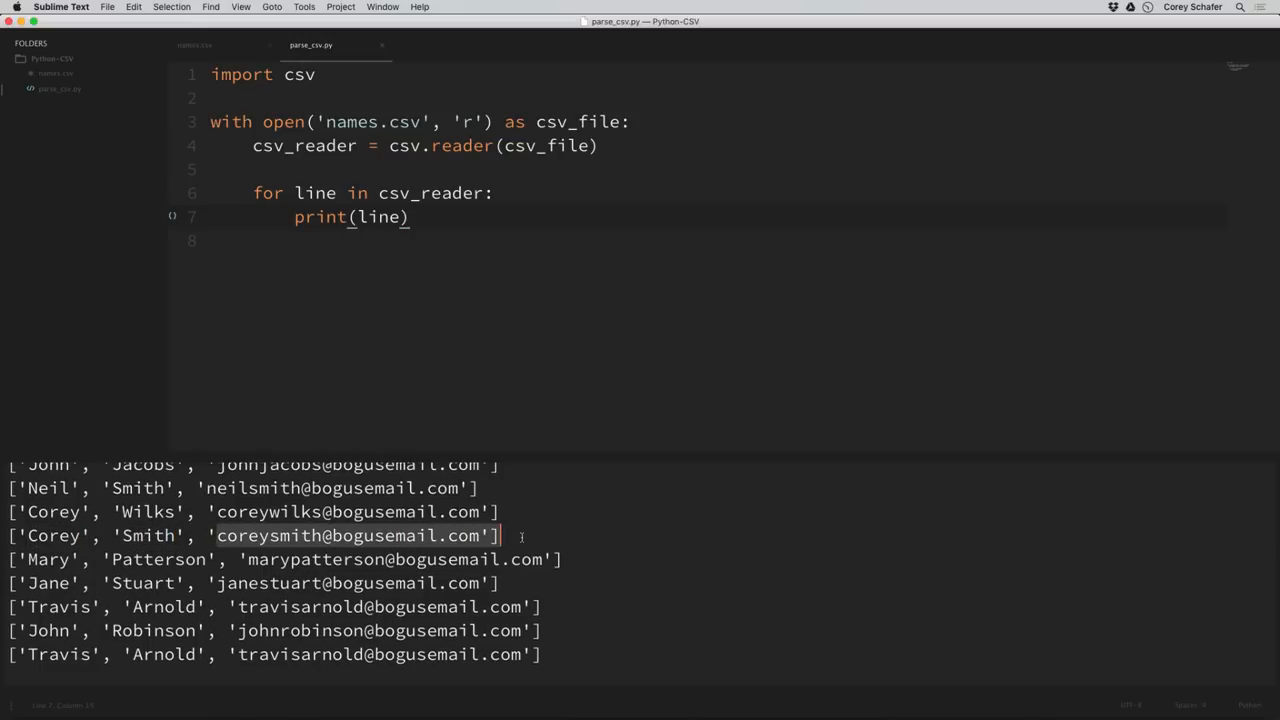 Sublime Text File Edit Selection Find View Goto Tools Project Window Help Corey Schafer
parse_csv.py — Python-CSV
FOLDERS
Python-CSV
names.csv
parse_csv.py
names.csv parse_csv.py
1 import csv
2
3 with open('names.csv', 'r') as csv_file:
4 csv_reader = csv.reader(csv_file)
5
6 for line in csv_reader:
7 print(line)
8
['John', 'Jacobs', 'johnjacobs@bogusemail.com']
['Neil', 'Smith', 'neilsmith@bogusemail.com']
['Corey', 'Wilks', 'coreywilks@bogusemail.com']
['Corey', 'Smith', 'coreysmith@bogusemail.com']
['Mary', 'Patterson', 'marypatterson@bogusemail.com']
['Jane', 'Stuart', 'janestuart@bogusemail.com']
['Travis', 'Arnold', 'travisarnold@bogusemail.com']
['John', 'Robinson', 'johnrobinson@bogusemail.com']
['Travis', 'Arnold', 'travisarnold@bogusemail.com']
Line 7, Column 19 UTF-8 Spaces: 4 Python